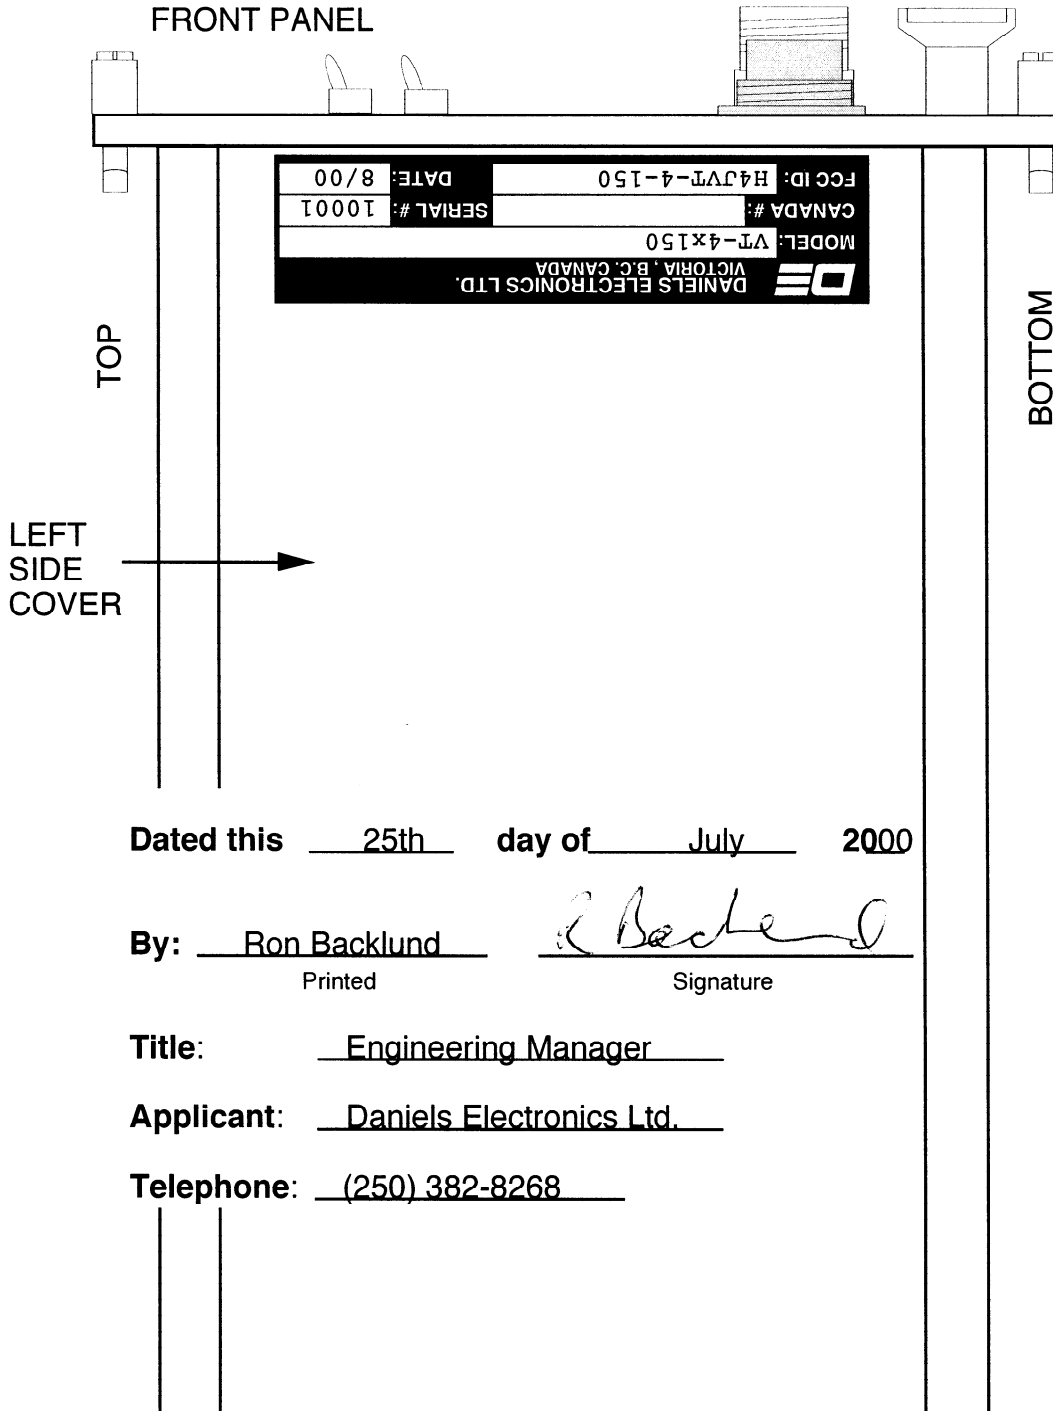 FRONT PANEL
DE DANIELS ELECTRONICS LTD.
VICTORIA , B.C. CANADA
MODEL: VT-4x150
CANADA #: SERIAL #: 10001
FCC ID: H4JVT-4-150 DATE: 8/00
TOP
BOTTOM
LEFT
SIDE
COVER
Dated this 25th day of July 2000
By: Ron Backlund R Backlund
Printed Signature
Title: Engineering Manager
Applicant: Daniels Electronics Ltd.
Telephone: (250) 382-8268